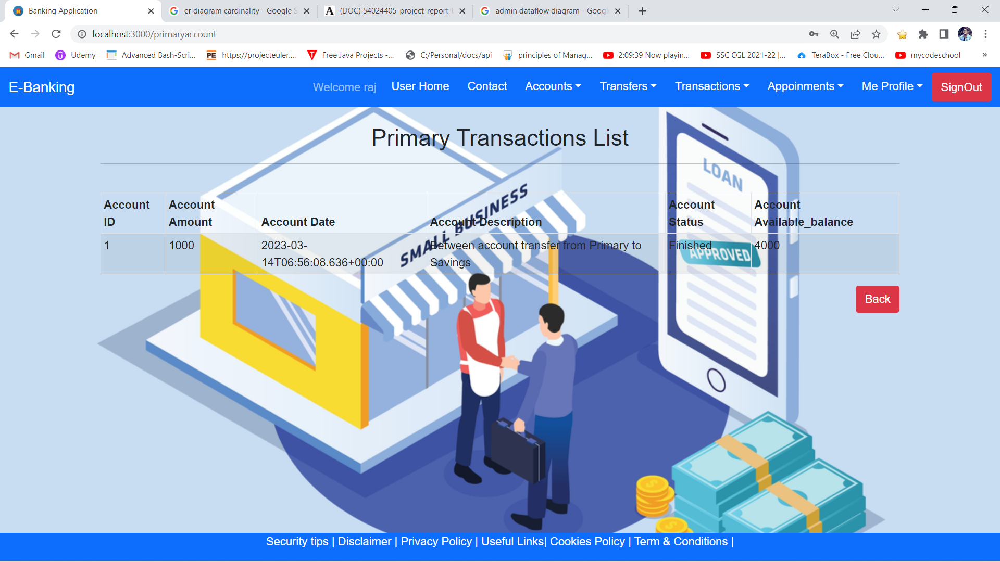 Banking Application
er diagram cardinality - Google S
(DOC) 54024405-project-report-b
admin dataflow diagram - Google
localhost:3000/primaryaccount
Gmail
Udemy
Advanced Bash-Scri...
PE
https://projecteuler....
Free Java Projects -...
C:/Personal/docs/api
principles of Manag...
2:09:39 Now playin...
SSC CGL 2021-22 |...
TeraBox - Free Clou...
mycodeschool
»
E-Banking
Welcome raj
User Home
Contact
Accounts
Transfers
Transactions
Appoinments
Me Profile
SignOut
Primary Transactions List
LOAN
SMALL BUSINESS
APPROVED
Account ID
Account Amount
Account Date
Account Description
Account Status
Account Available_balance
1
1000
2023-03-
14T06:56:08.636+00:00
Between account transfer from Primary to
Savings
Finished
4000
Back
Security tips | Disclaimer | Privacy Policy | Useful Links| Cookies Policy | Term & Conditions |